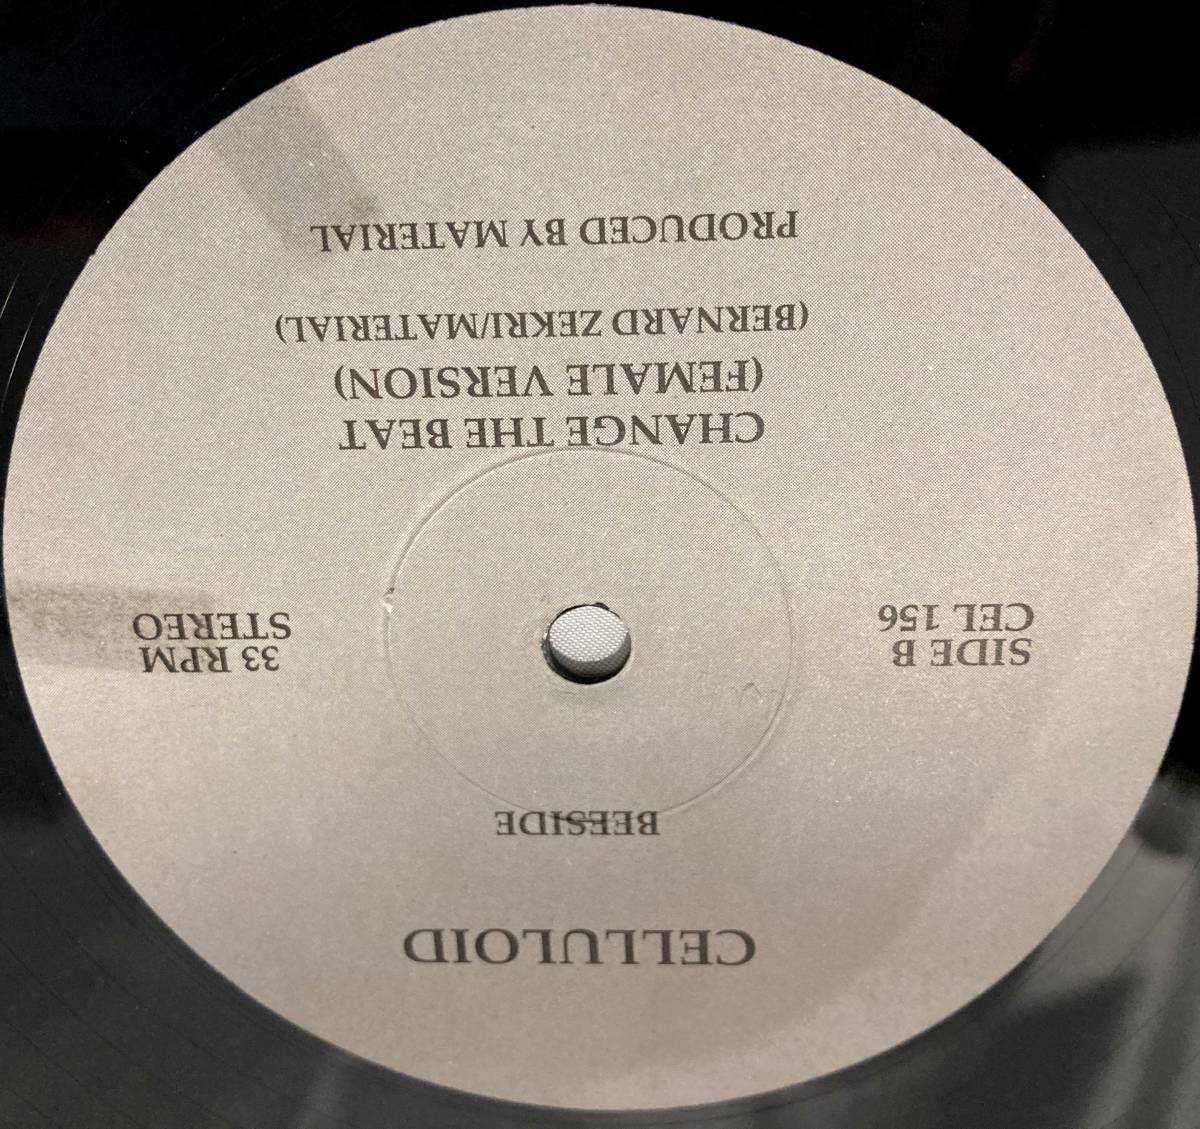 CELLULOID
BEESIDE
SIDE B
CEL 156
33 RPM
STEREO
CHANGE THE BEAT
(FEMALE VERSION)
(BERNARD ZEKRI/MATERIAL)
PRODUCED BY MATERIAL